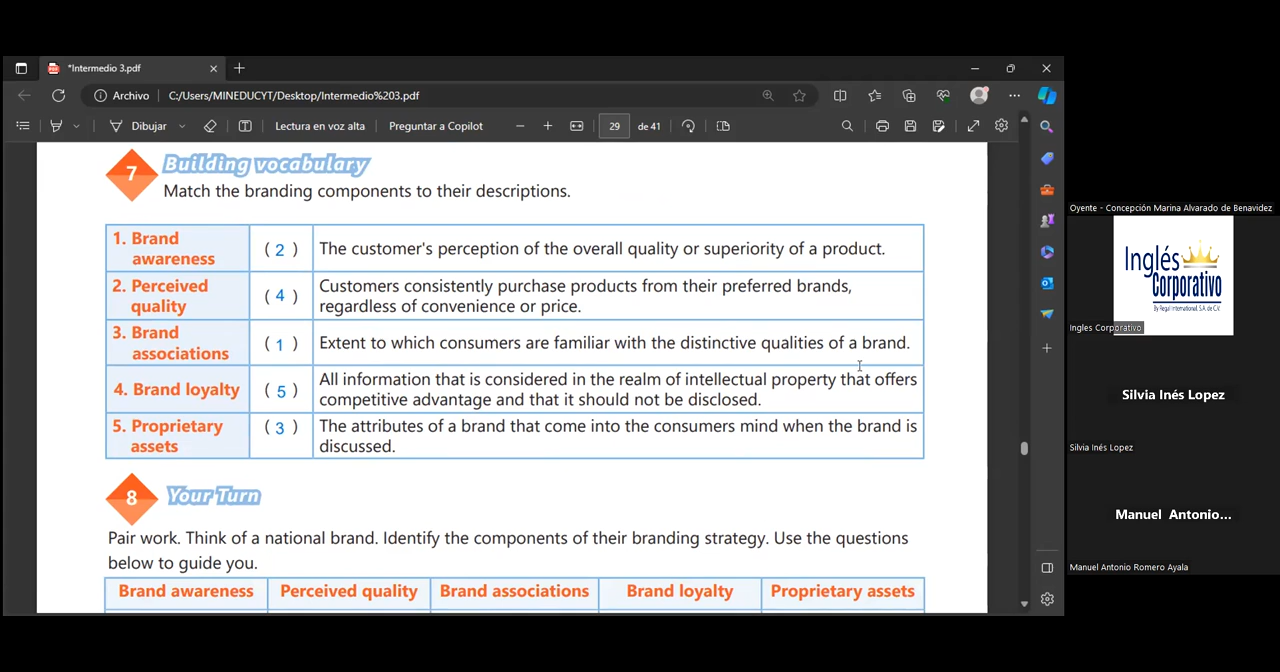 *Intermedio 3.pdf
Archivo | C:/Users/MINEDUCYT/Desktop/Intermedio%203.pdf
Dibujar
Lectura en voz alta
Preguntar a Copilot
29 de 41
7
Building vocabulary
Match the branding components to their descriptions.
1. Brand awareness ( 2 ) The customer's perception of the overall quality or superiority of a product.
2. Perceived quality ( 4 ) Customers consistently purchase products from their preferred brands,
regardless of convenience or price.
3. Brand associations ( 1 ) Extent to which consumers are familiar with the distinctive qualities of a brand.
4. Brand loyalty ( 5 ) All information that is considered in the realm of intellectual property that offers
competitive advantage and that it should not be disclosed.
5. Proprietary assets ( 3 ) The attributes of a brand that come into the consumers mind when the brand is
discussed.
8
Your Turn
Pair work. Think of a national brand. Identify the components of their branding strategy. Use the questions
below to guide you.
Brand awareness Perceived quality Brand associations Brand loyalty Proprietary assets
Oyente - Concepción Marina Alvarado de Benavidez
Inglés
Corporativo
By Regal International, S.A. de C.V.
Ingles Corporativo
Silvia Inés Lopez
Silvia Inés Lopez
Manuel Antonio...
Manuel Antonio Romero Ayala